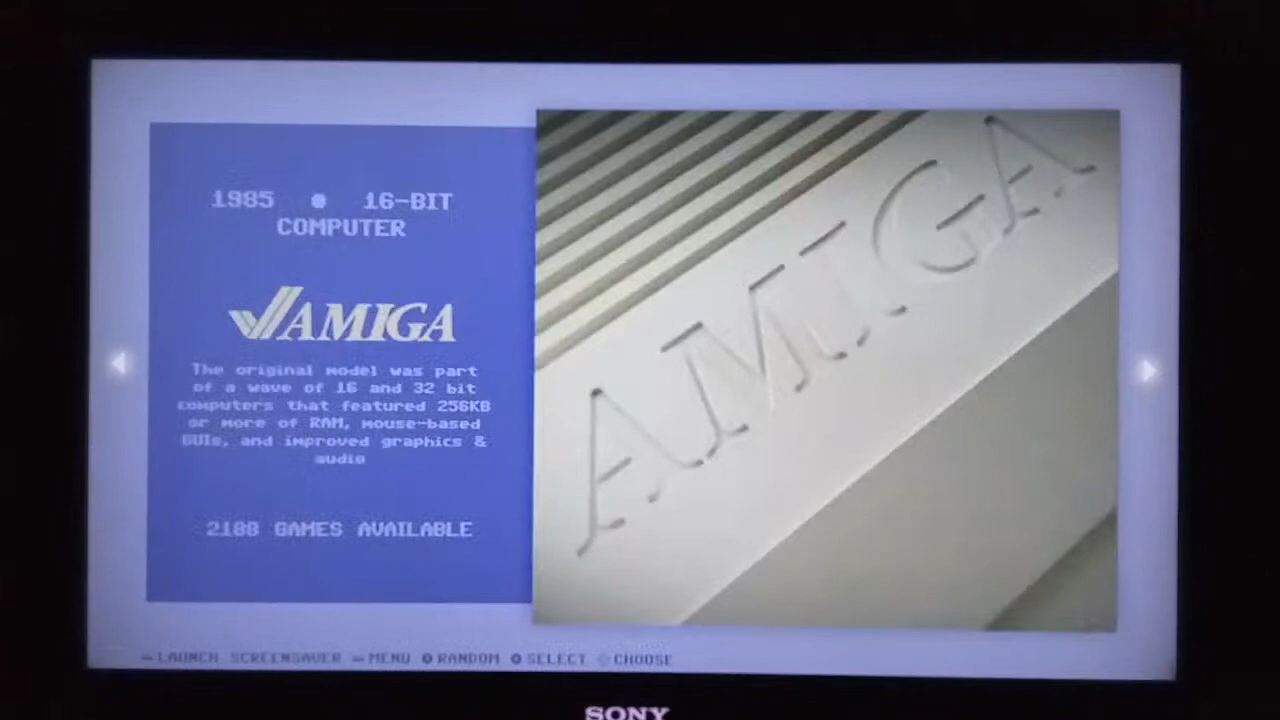 1985 ● 16-BIT
COMPUTER
AMIGA
The original model was part
of a wave of 16 and 32 bit
computers that featured 256KB
or more of RAM, mouse-based
GUIs, and improved graphics &
audio
2188 GAMES AVAILABLE
AMIGA
LAUNCH SCREENSAVER MENU RANDOM SELECT CHOOSE
SONY